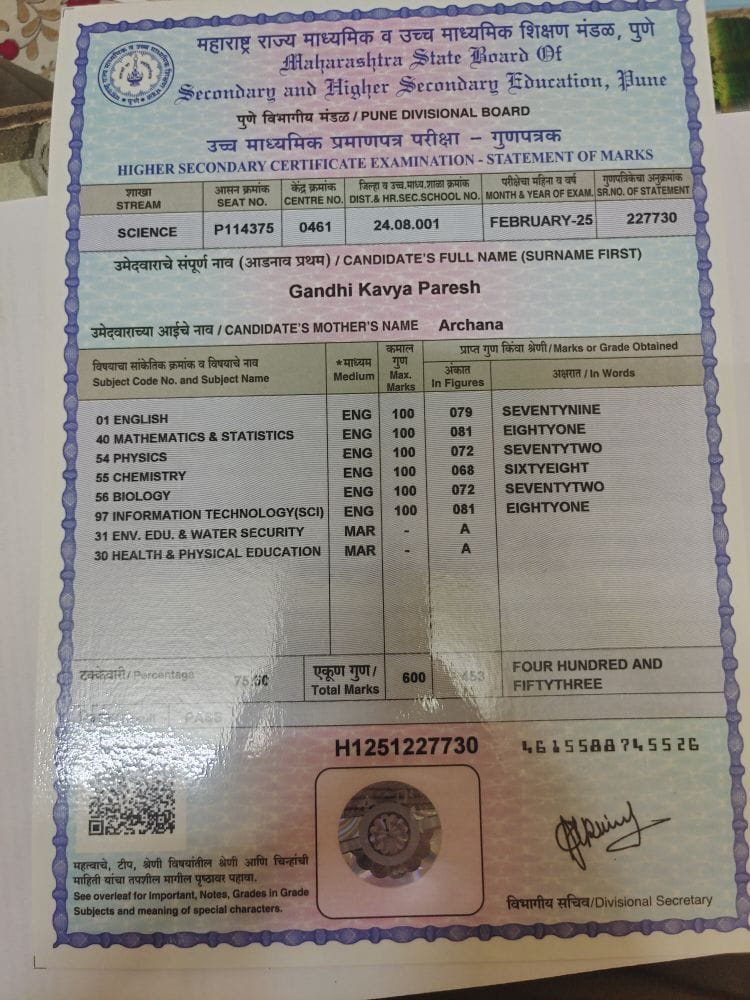 महाराष्ट्र राज्य माध्यमिक व उच्च माध्यमिक शिक्षण मंडळ, पुणे
Maharashtra State Board Of
Secondary and Higher Secondary Education, Pune
पुणे विभागीय मंडळ / PUNE DIVISIONAL BOARD
उच्च माध्यमिक प्रमाणपत्र परीक्षा - गुणपत्रक
HIGHER SECONDARY CERTIFICATE EXAMINATION - STATEMENT OF MARKS
शाखा आसन क्रमांक केंद्र क्रमांक जिल्हा व उच्च.माध्य.शाळा क्रमांक परीक्षेचा महिना व वर्ष गुणपत्रिकेचा अनुक्रमांक
STREAM SEAT NO. CENTRE NO. DIST.& HR.SEC.SCHOOL NO. MONTH & YEAR OF EXAM. SR.NO. OF STATEMENT
SCIENCE P114375 0461 24.08.001 FEBRUARY-25 227730
उमेदवाराचे संपूर्ण नाव (आडनाव प्रथम) / CANDIDATE'S FULL NAME (SURNAME FIRST)
Gandhi Kavya Paresh
उमेदवाराच्या आईचे नाव / CANDIDATE'S MOTHER'S NAME Archana
विषयाचा सांकेतिक क्रमांक व विषयाचे नाव *माध्यम कमाल गुण प्राप्त गुण किंवा श्रेणी/Marks or Grade Obtained
Subject Code No. and Subject Name Medium Max. Marks अंकात In Figures अक्षरात / In Words
01 ENGLISH ENG 100 079 SEVENTYNINE
40 MATHEMATICS & STATISTICS ENG 100 081 EIGHTYONE
54 PHYSICS ENG 100 072 SEVENTYTWO
55 CHEMISTRY ENG 100 068 SIXTYEIGHT
56 BIOLOGY ENG 100 072 SEVENTYTWO
97 INFORMATION TECHNOLOGY(SCI) ENG 100 081 EIGHTYONE
31 ENV. EDU. & WATER SECURITY MAR - A
30 HEALTH & PHYSICAL EDUCATION MAR - A
टक्केवारी/ Percentage एकूण गुण/ Total Marks 600 453 FOUR HUNDRED AND
FIFTYTHREE
PASS
H1251227730 4615588745526
महत्वाचे, टीप, श्रेणी विषयांतील श्रेणी आणि चिन्हांची
माहिती यांचा तपशील मागील पृष्ठावर पहावा.
See overleaf for Important, Notes, Grades in Grade
Subjects and meaning of special characters.
विभागीय सचिव/Divisional Secretary